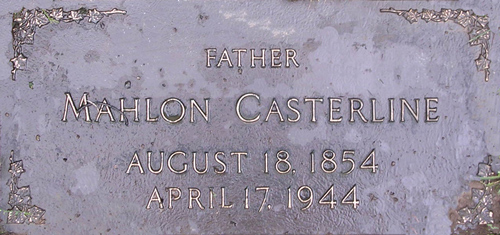 FATHER
MAHLON CASTERLINE
AUGUST 18, 1854
APRIL 17, 1944